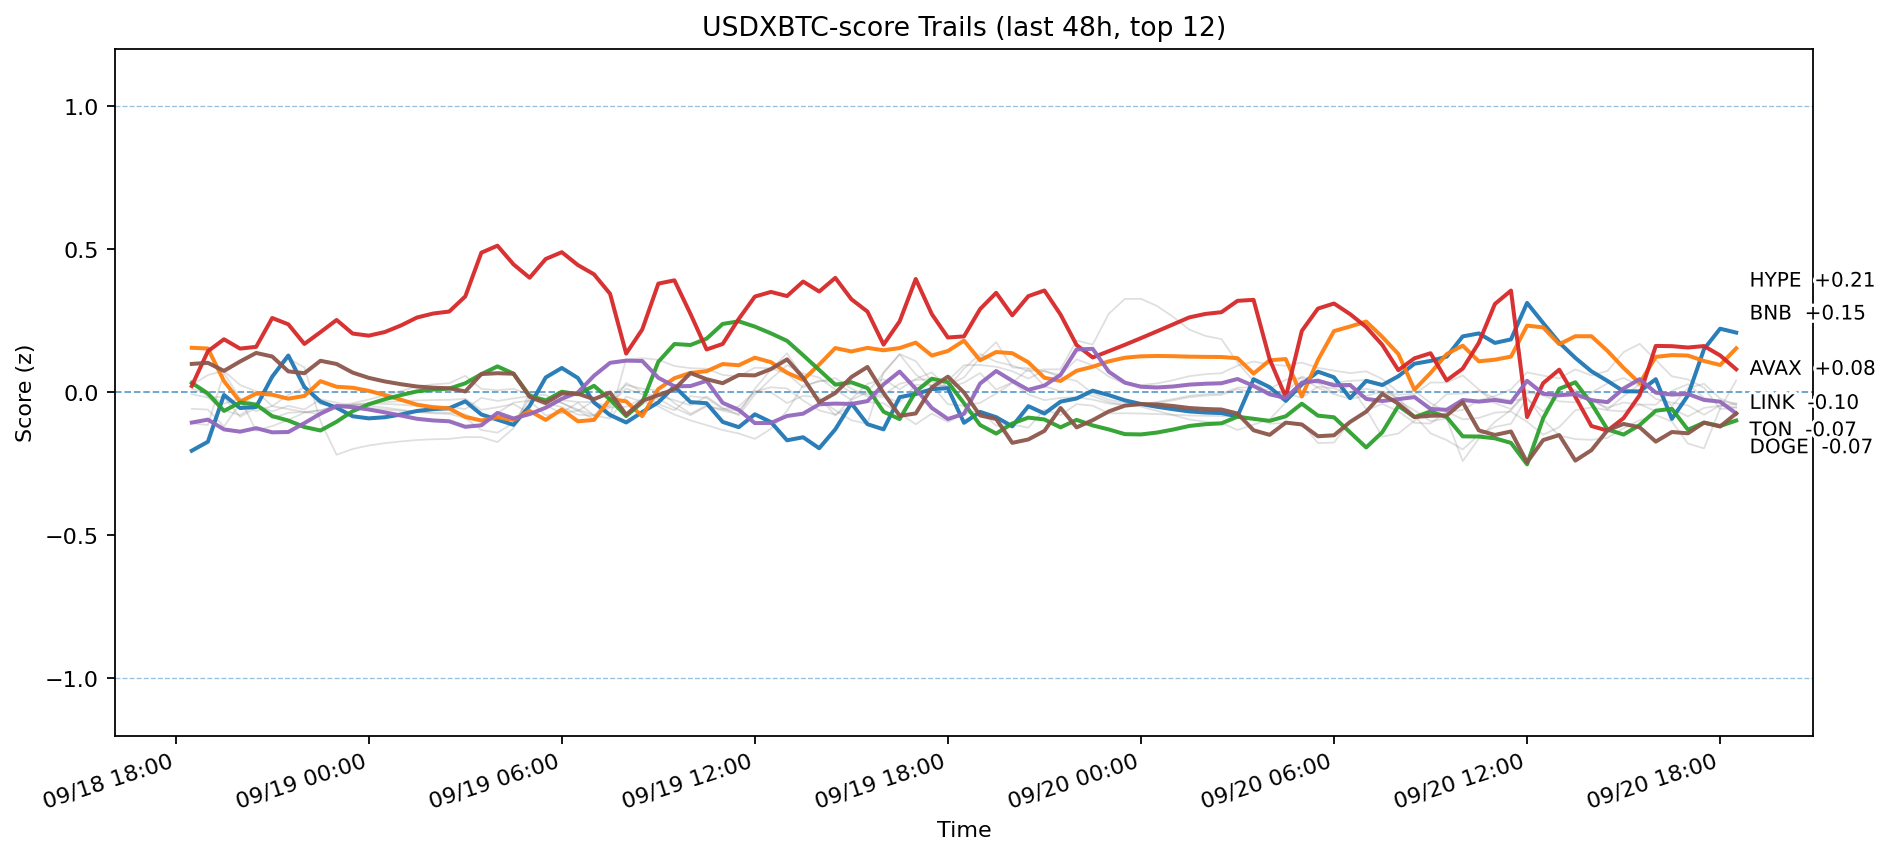 USDXBTC-score Trails (last 48h, top 12)
Score (z)
1.0
0.5
0.0
−0.5
−1.0
HYPE +0.21
BNB +0.15
AVAX +0.08
LINK -0.10
TON -0.07
DOGE -0.07
09/18 18:00
09/19 00:00
09/19 06:00
09/19 12:00
09/19 18:00
09/20 00:00
09/20 06:00
09/20 12:00
09/20 18:00
Time